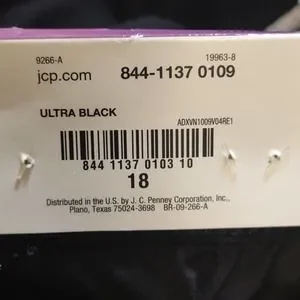 9266-A 19963-8
jcp.com 844-1137 0109
ULTRA BLACK
ADXVN1009V04RE1
844 1137 0103 10
18
Distributed in the U.S. by J. C. Penney Corporation, Inc.,
Plano, Texas 75024-3698 BR-09-266-A